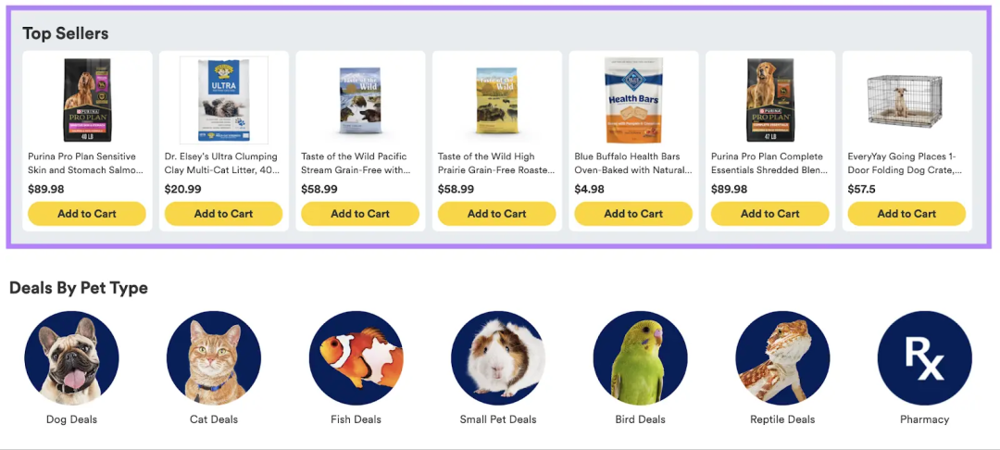 Top Sellers
PURINA
PRO PLAN
40 LB
ULTRA
Taste of the Wild
Taste of the Wild
BLUE
Health Bars
PURINA
PRO PLAN
47 LB
Purina Pro Plan Sensitive
Skin and Stomach Salmo...
$89.98
Add to Cart
Dr. Elsey's Ultra Clumping
Clay Multi-Cat Litter, 40...
$20.99
Add to Cart
Taste of the Wild Pacific
Stream Grain-Free with...
$58.99
Add to Cart
Taste of the Wild High
Prairie Grain-Free Roaste...
$58.99
Add to Cart
Blue Buffalo Health Bars
Oven-Baked with Natural...
$4.98
Add to Cart
Purina Pro Plan Complete
Essentials Shredded Blen...
$89.98
Add to Cart
EveryYay Going Places 1-
Door Folding Dog Crate,...
$57.5
Add to Cart
Deals By Pet Type
Rx
Dog Deals
Cat Deals
Fish Deals
Small Pet Deals
Bird Deals
Reptile Deals
Pharmacy